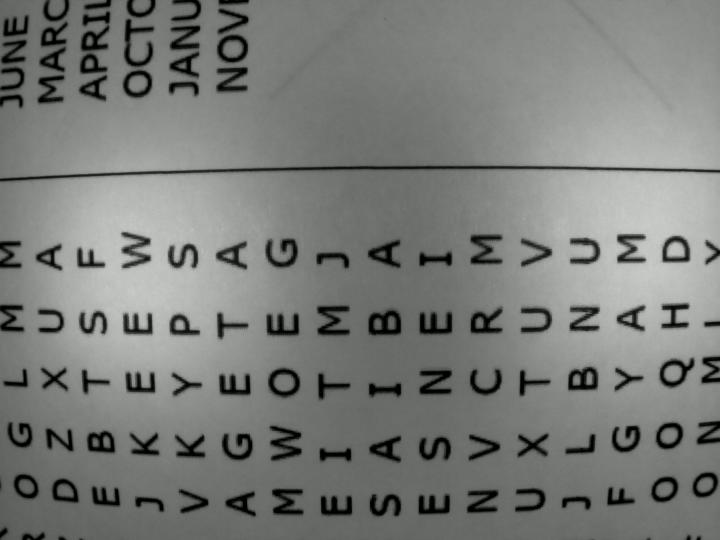 O G L M M
D Z X U A
E B T S F
J K E E W
V K Y P S
A G E T A
M W O E G
E I T M J
S A I B A
E S N E I
N V C R M
U X T U V
J L B N U
F G Y A M
O O Q H D
O N M
JUNE
MARC
APRIL
OCTO
JANU
NOVE